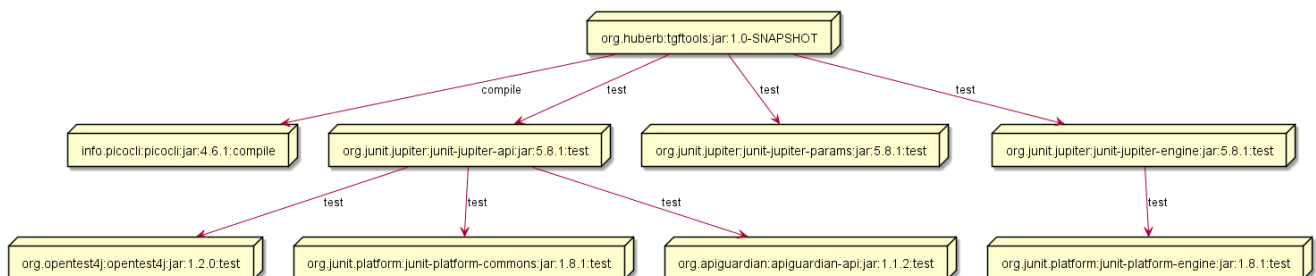 org.huberb:tgftools:jar:1.0-SNAPSHOT
compile
test
test
test
info.picocli:picocli:jar:4.6.1:compile
org.junit.jupiter:junit-jupiter-api:jar:5.8.1:test
org.junit.jupiter:junit-jupiter-params:jar:5.8.1:test
org.junit.jupiter:junit-jupiter-engine:jar:5.8.1:test
test
test
test
test
org.opentest4j:opentest4j:jar:1.2.0:test
org.junit.platform:junit-platform-commons:jar:1.8.1:test
org.apiguardian:apiguardian-api:jar:1.1.2:test
org.junit.platform:junit-platform-engine:jar:1.8.1:test